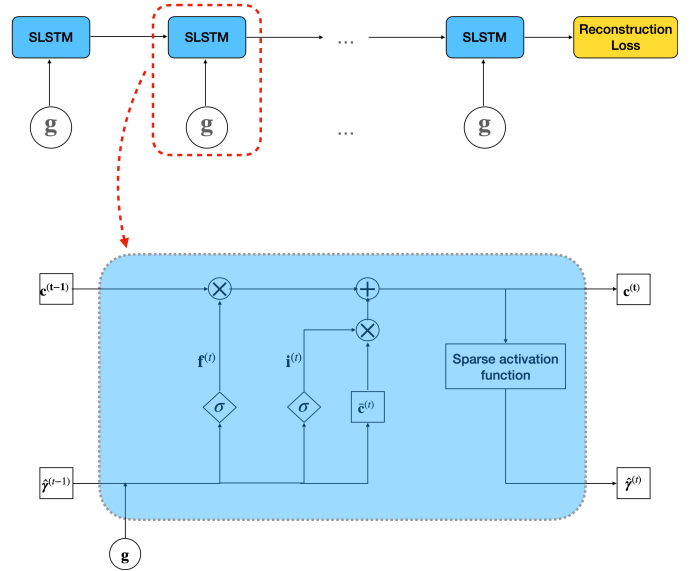 SLSTM
SLSTM
...
SLSTM
Reconstruction
Loss
g
g
...
g
c^(t-1)
c^(t)
f^(t)
i^(t)
Sparse activation
function
σ
σ
c̄^(t)
γ̂^(t-1)
γ̂^(t)
g